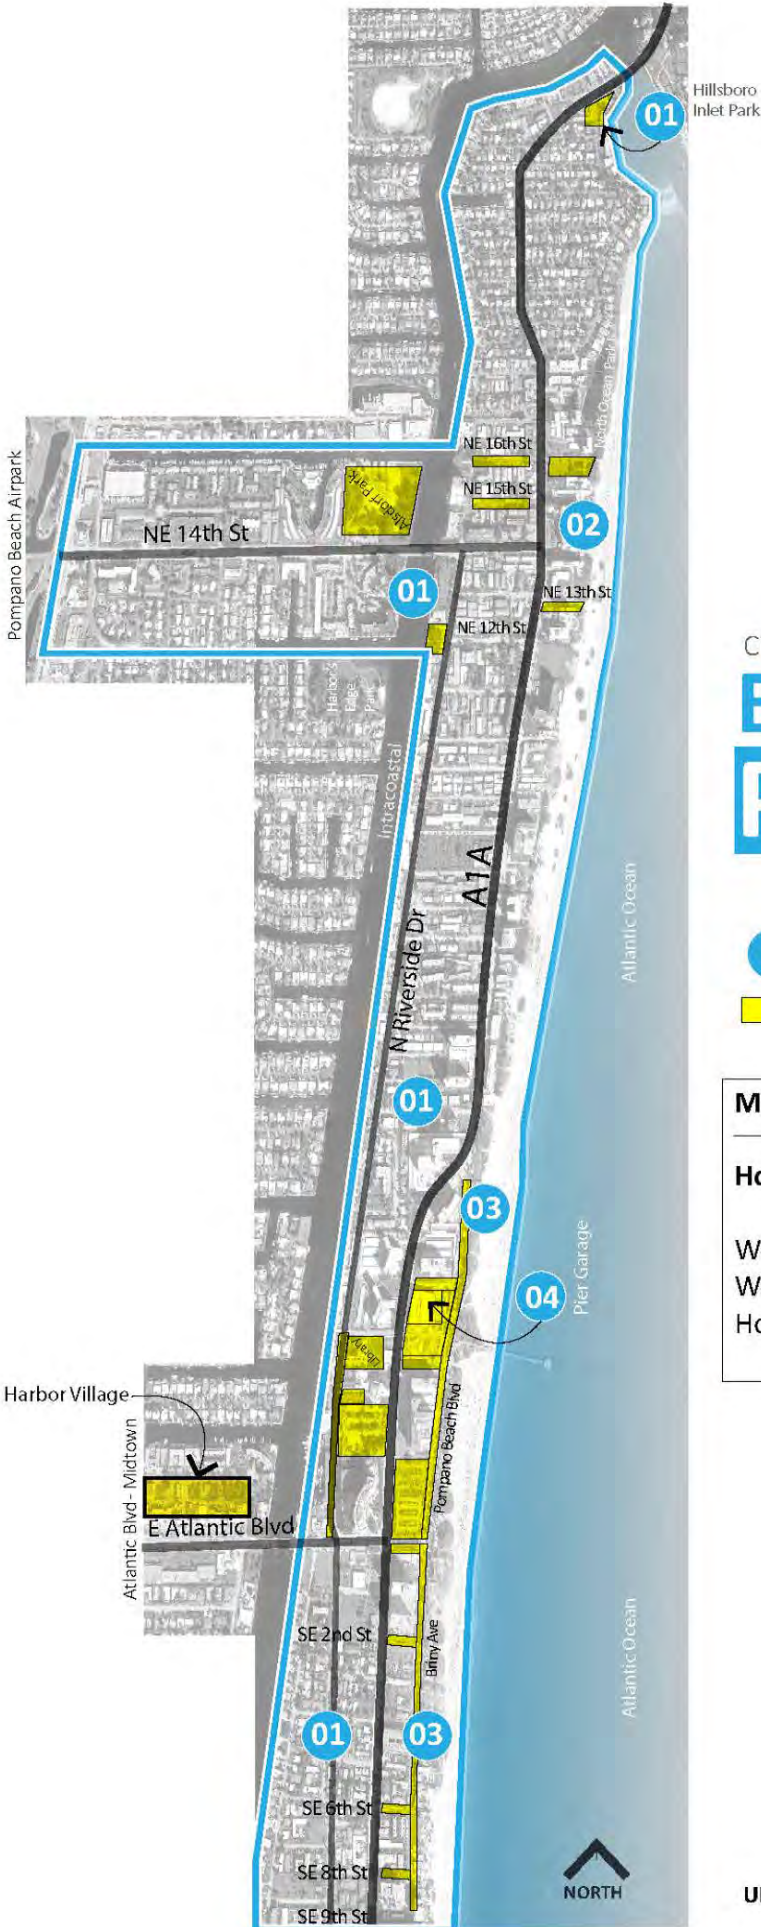 Hillsboro
Inlet Park
01
North Ocean Park
NE 16th St
Alsdorf Park
NE 15th St
02
NE 14th St
Pompano Beach Airpark
01
NE 13th St
NE 12th St
Harbor's
Edge
Park
Intracoastal
C
A1A
Atlantic Ocean
N Riverside Dr
01
M
Ho
W
W
Ho
03
04
Pier Garage
Library
Harbor Village
Pompano Beach Blvd
Atlantic Blvd - Midtown
E Atlantic Blvd
SE 2nd St
Briny Ave
Atlantic Ocean
01
03
SE 6th St
SE 8th St
NORTH
SE 9th St